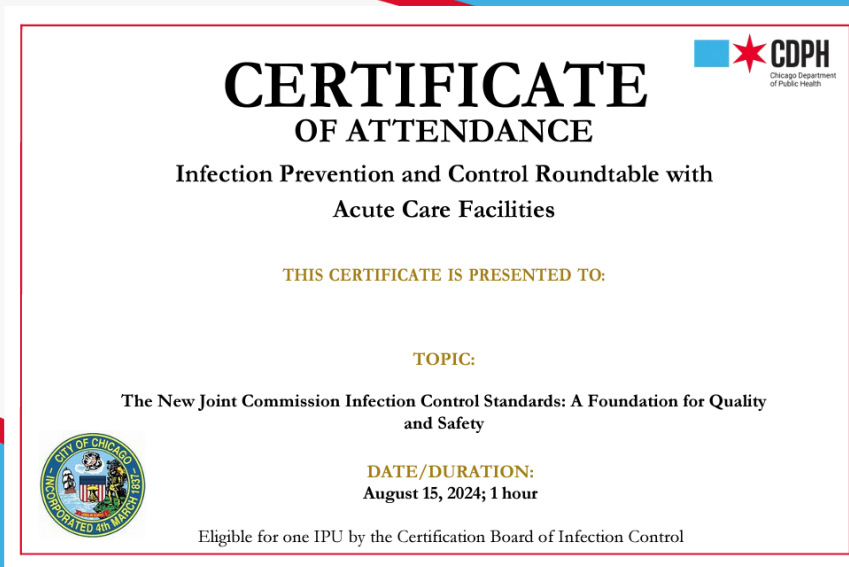 CDPH
Chicago Department
of Public Health
CERTIFICATE
OF ATTENDANCE
Infection Prevention and Control Roundtable with
Acute Care Facilities
THIS CERTIFICATE IS PRESENTED TO:
TOPIC:
The New Joint Commission Infection Control Standards: A Foundation for Quality
and Safety
DATE/DURATION:
August 15, 2024; 1 hour
CITY OF CHICAGO
INCORPORATED 4th MARCH 1837
Eligible for one IPU by the Certification Board of Infection Control